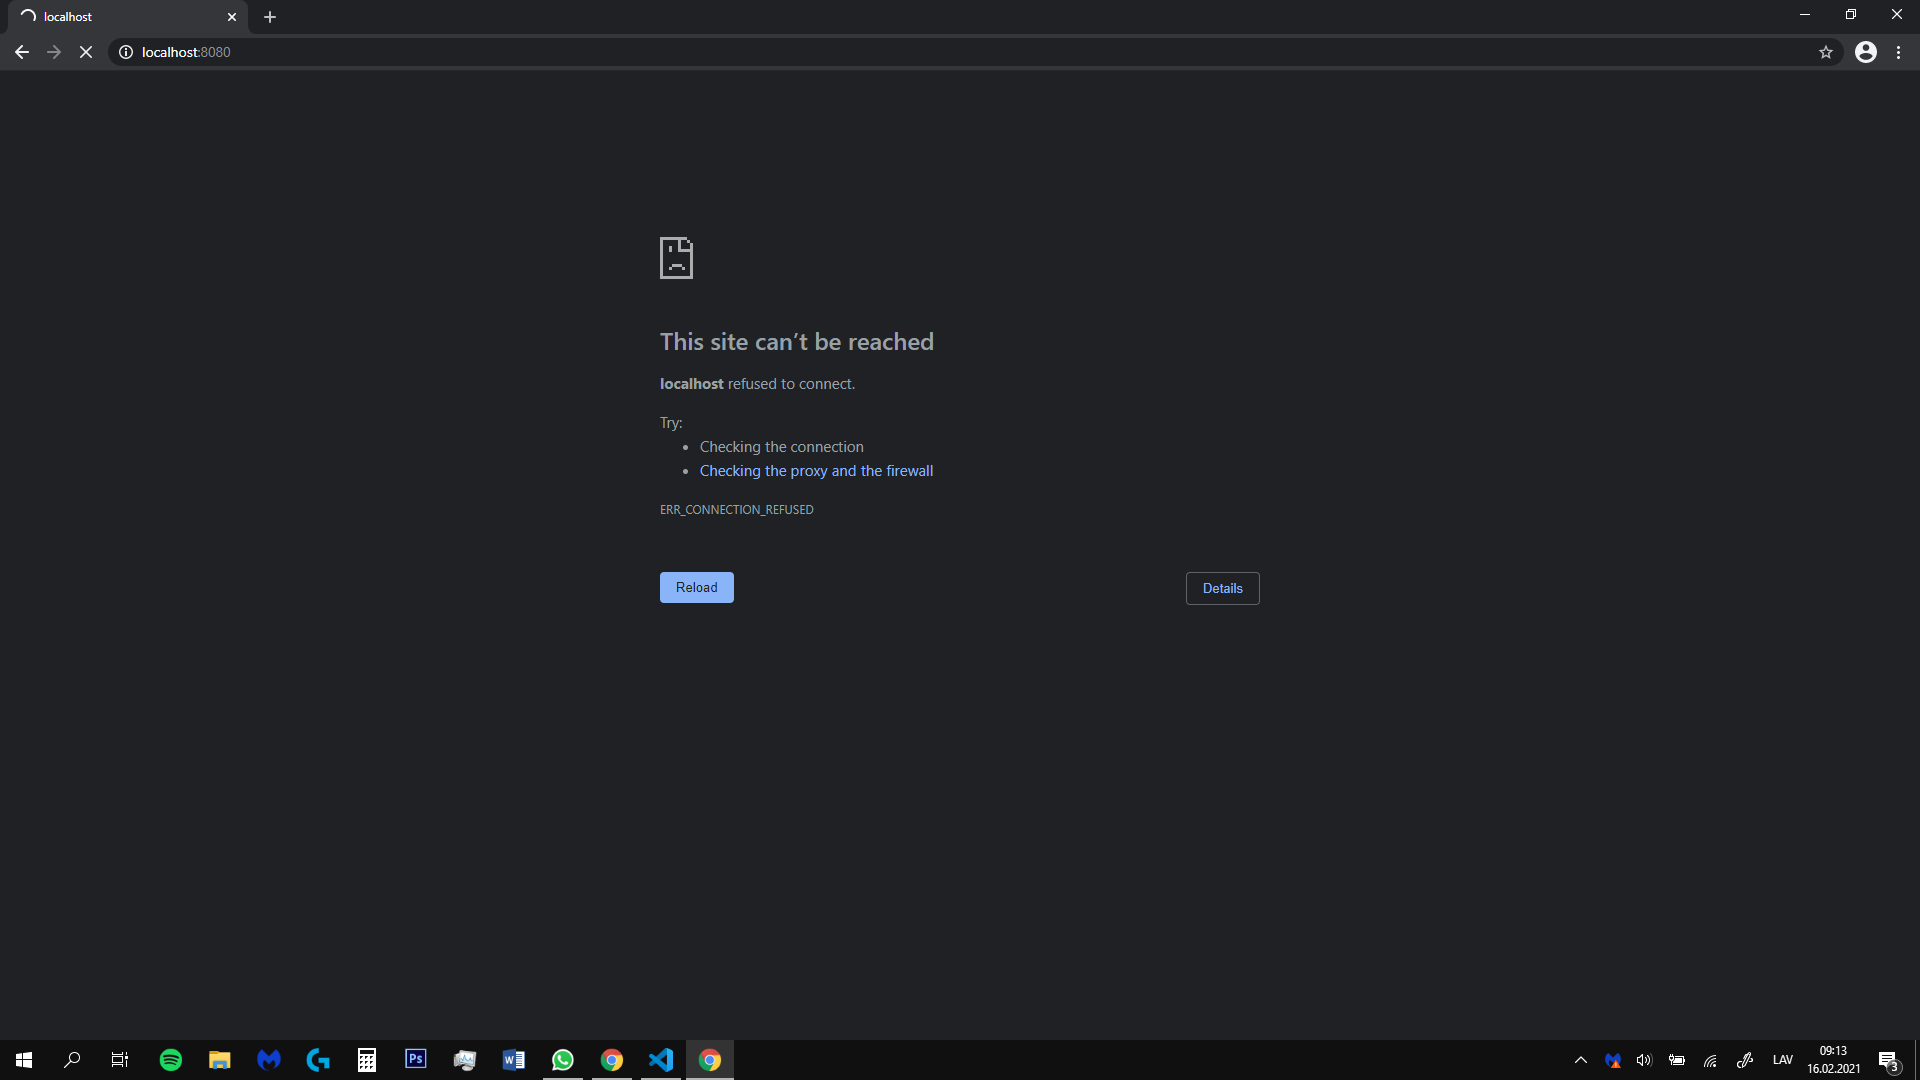 localhost
localhost:8080
This site can’t be reached
localhost refused to connect.
Try:
Checking the connection
Checking the proxy and the firewall
ERR_CONNECTION_REFUSED
Reload
Details
Ps
W
LAV
09:13
16.02.2021
3